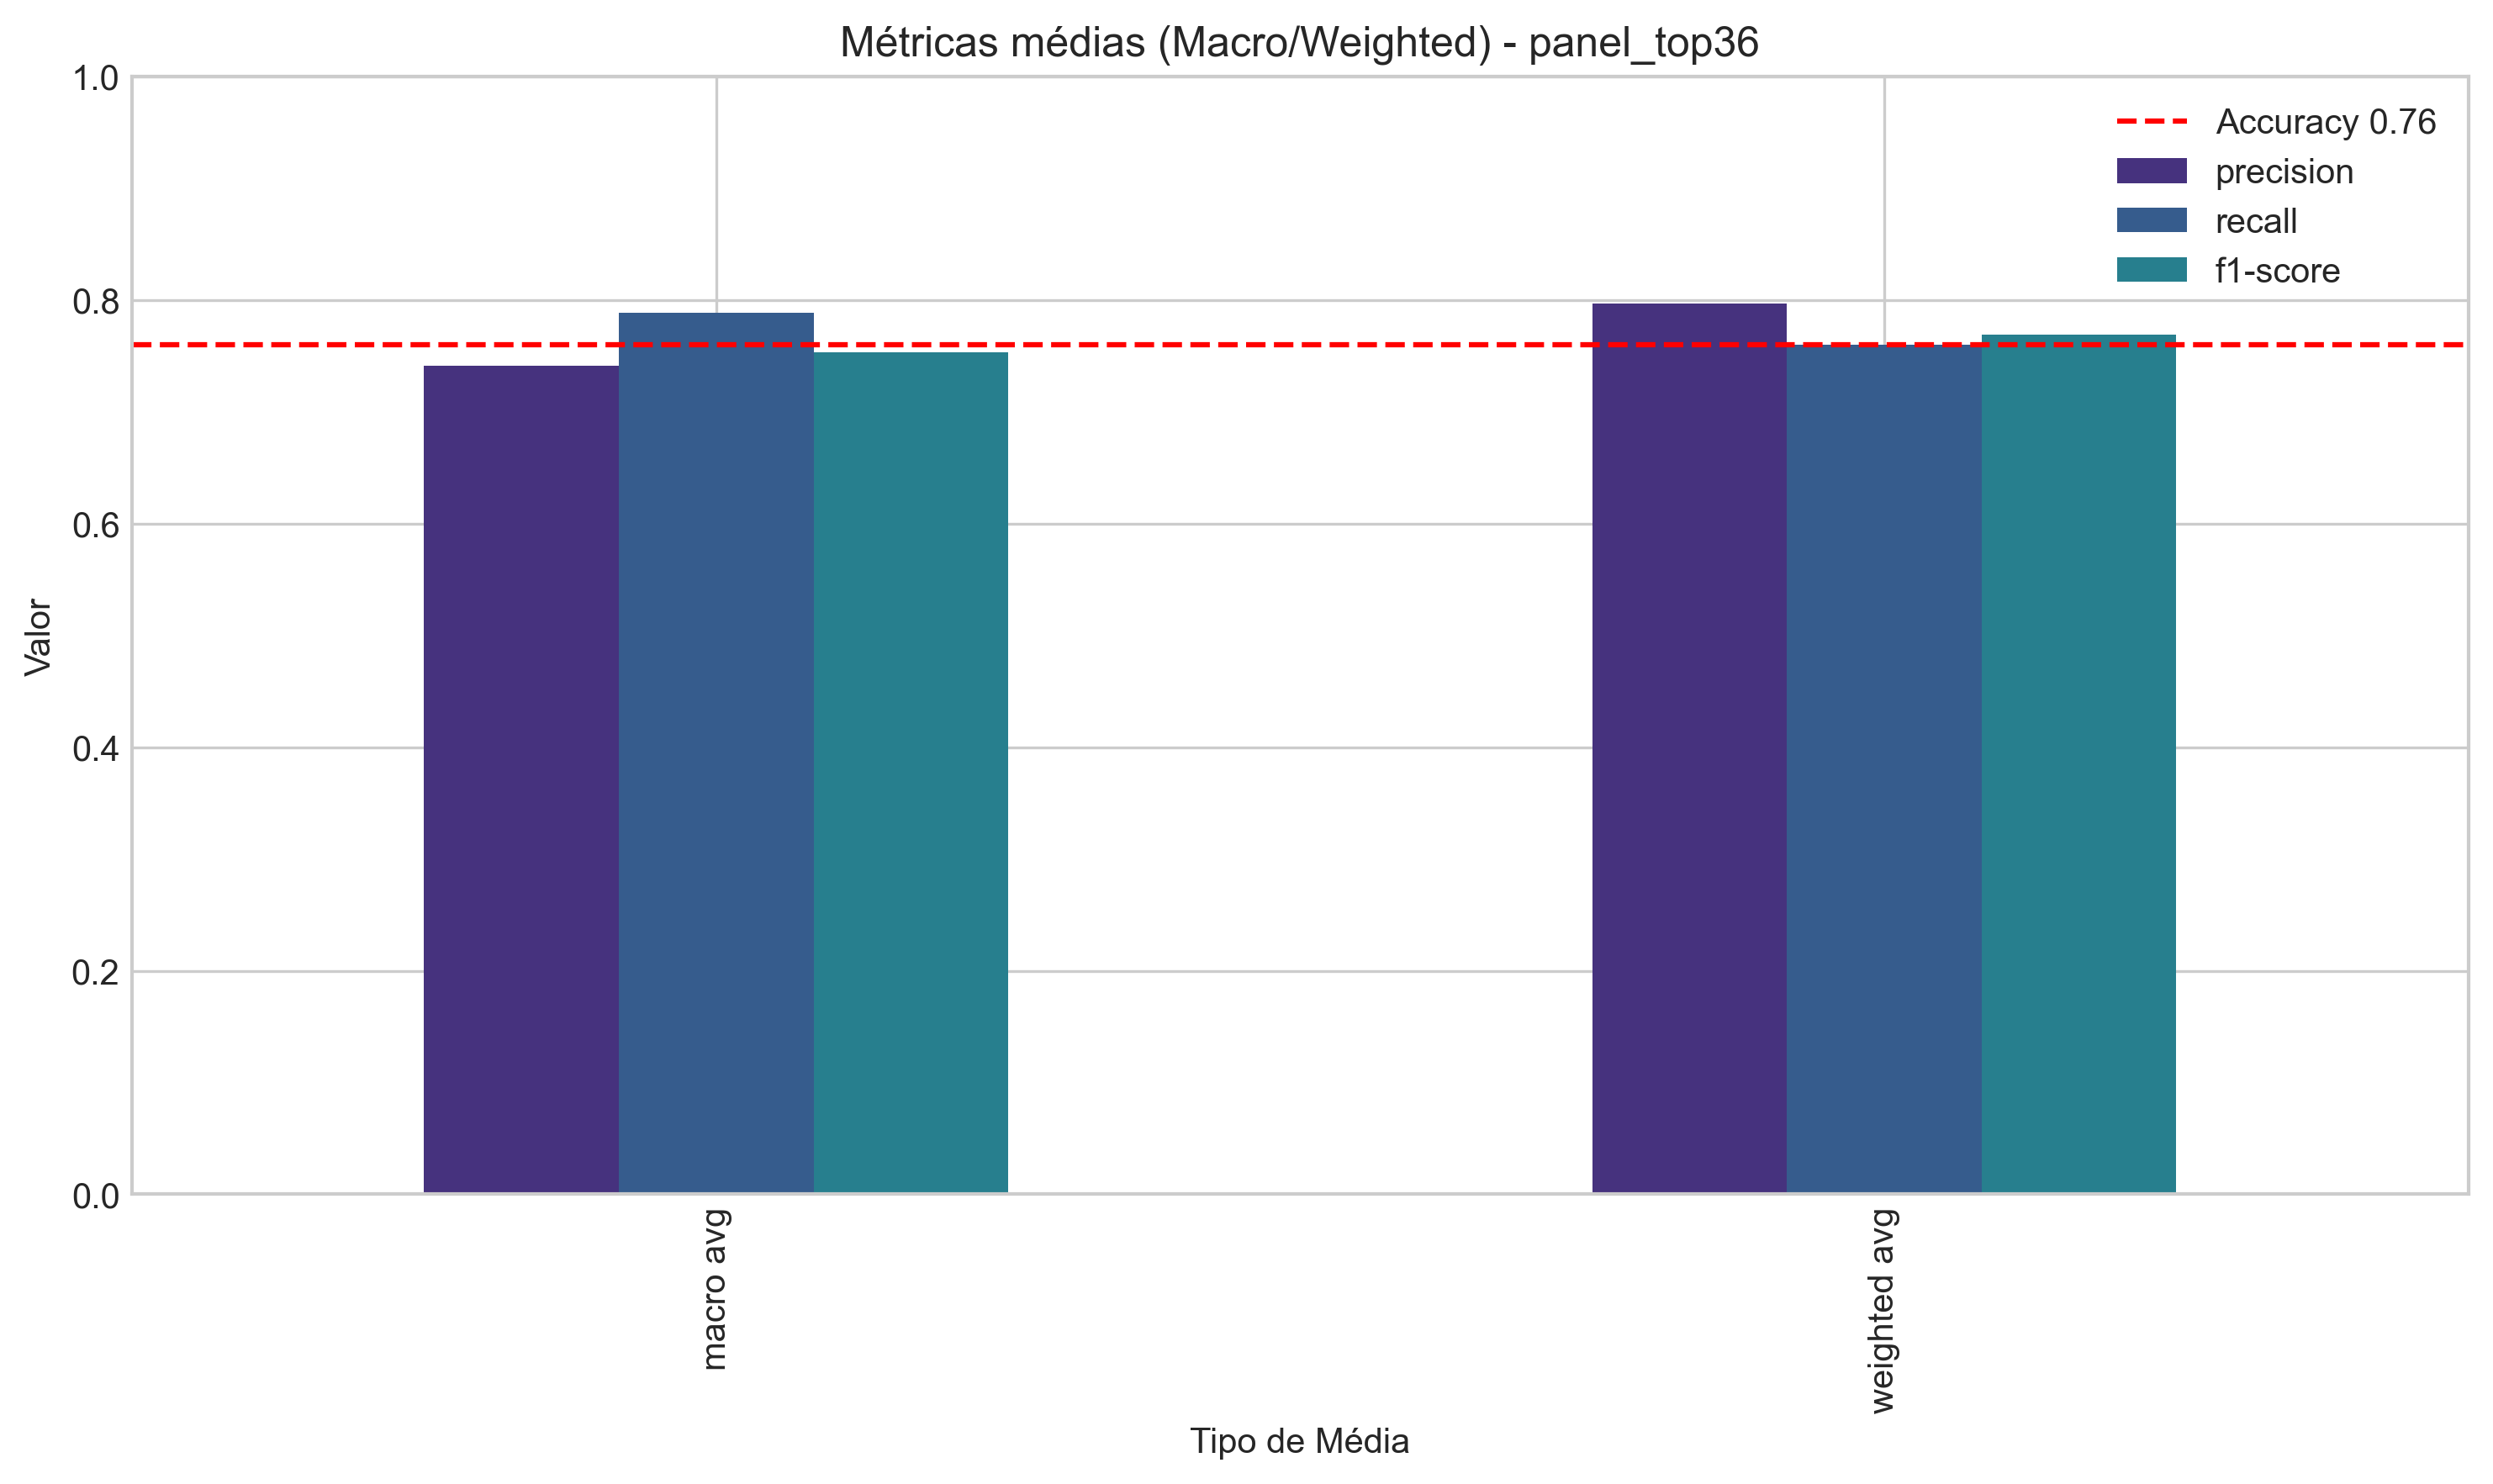 Métricas médias (Macro/Weighted) - panel_top36
1.0
0.8
0.6
0.4
0.2
0.0
Valor
Accuracy 0.76
precision
recall
f1-score
macro avg
weighted avg
Tipo de Média